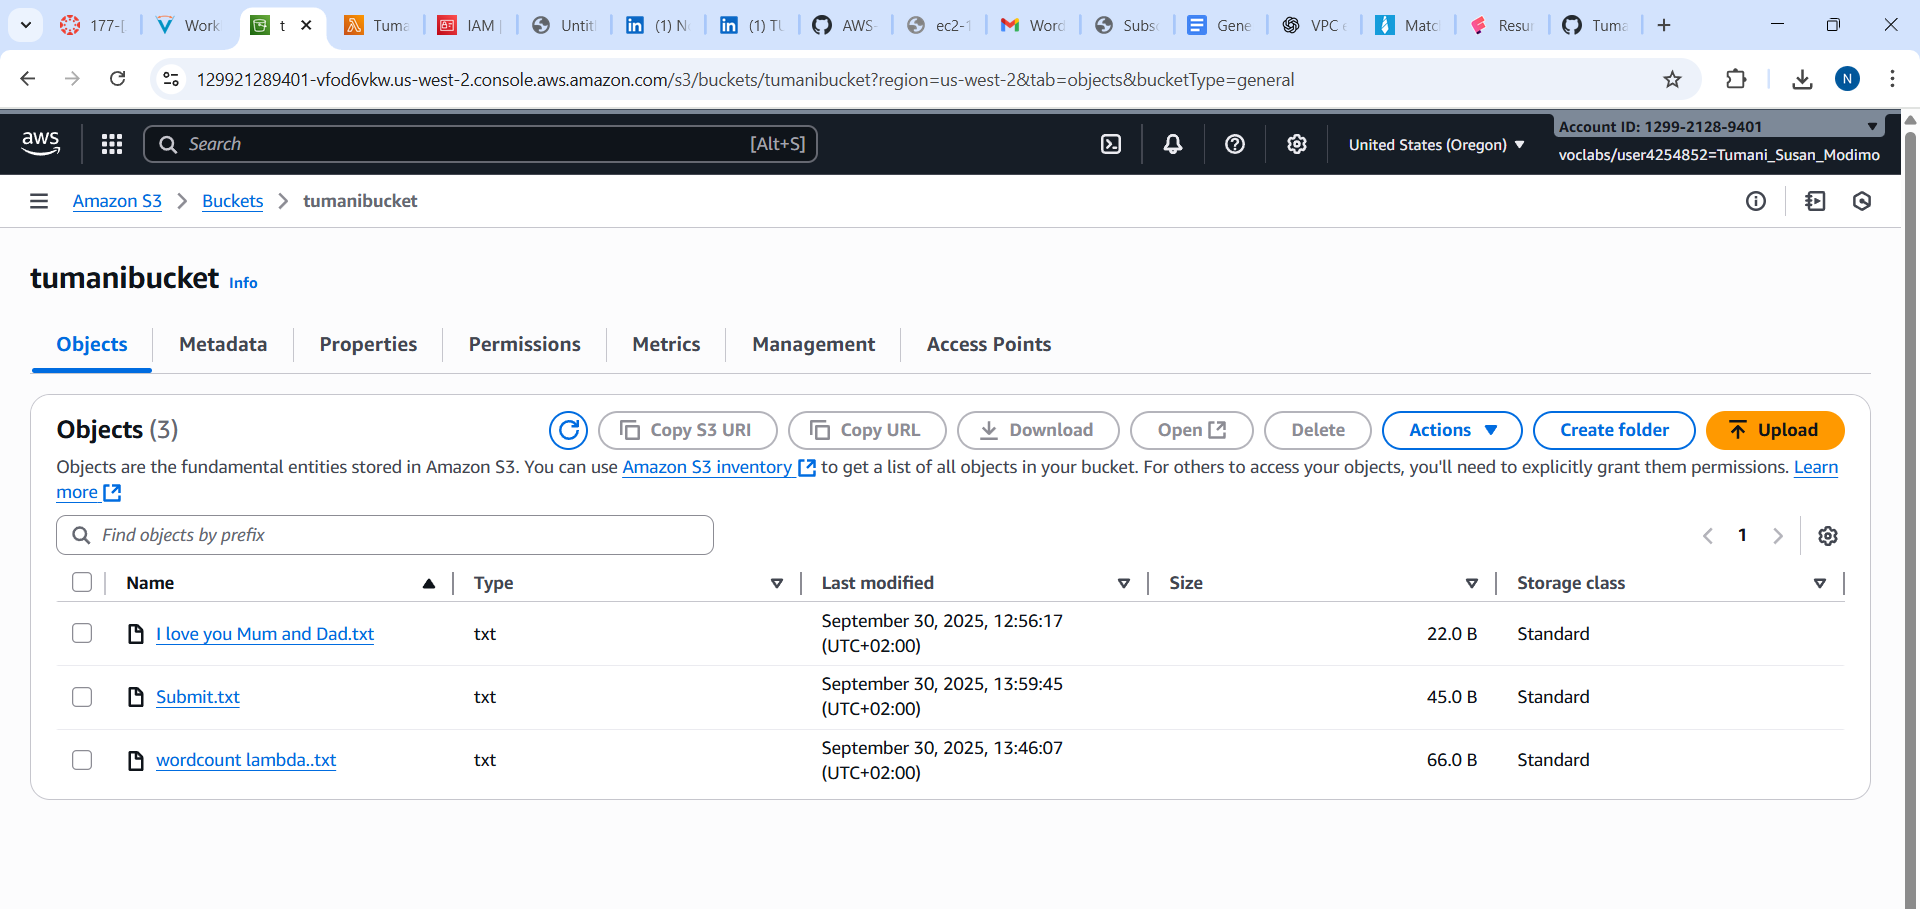 177-[
Work
t
Tuma
IAM |
Untitl
(1) N
(1) TU
AWS-
ec2-1
Word
Subsc
Gene
VPC e
Matc
Resur
Tuma
129921289401-vfod6vkw.us-west-2.console.aws.amazon.com/s3/buckets/tumanibucket?region=us-west-2&tab=objects&bucketType=general
N
aws
Search
[Alt+S]
United States (Oregon)
Account ID: 1299-2128-9401
voclabs/user4254852=Tumani_Susan_Modimo
Amazon S3 > Buckets > tumanibucket
tumanibucket Info
Objects
Metadata
Properties
Permissions
Metrics
Management
Access Points
Objects (3)
Copy S3 URI
Copy URL
Download
Open
Delete
Actions
Create folder
Upload
Objects are the fundamental entities stored in Amazon S3. You can use Amazon S3 inventory to get a list of all objects in your bucket. For others to access your objects, you'll need to explicitly grant them permissions. Learn
more
Find objects by prefix
1
Name Type Last modified Size Storage class
I love you Mum and Dad.txt txt September 30, 2025, 12:56:17 (UTC+02:00) 22.0 B Standard
Submit.txt txt September 30, 2025, 13:59:45 (UTC+02:00) 45.0 B Standard
wordcount lambda..txt txt September 30, 2025, 13:46:07 (UTC+02:00) 66.0 B Standard